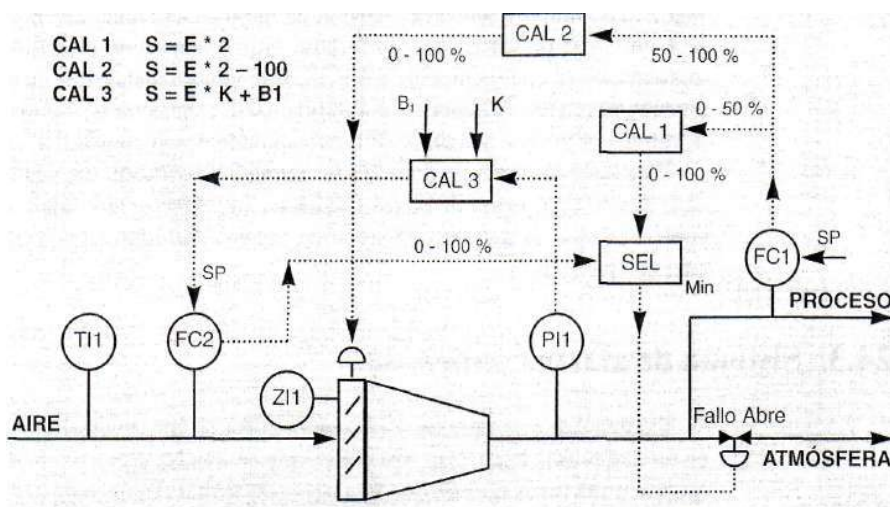 CAL 1 S = E * 2
CAL 2 S = E * 2 – 100
CAL 3 S = E * K + B1
CAL 2
0 - 100 %
50 - 100%
B1
K
0 - 50 %
CAL 1
CAL 3
0 - 100 %
0 - 100 %
SEL
Min
SP
FC1
SP
PROCESO
TI1
FC2
PI1
ZI1
AIRE
Fallo Abre
ATMÓSFERA